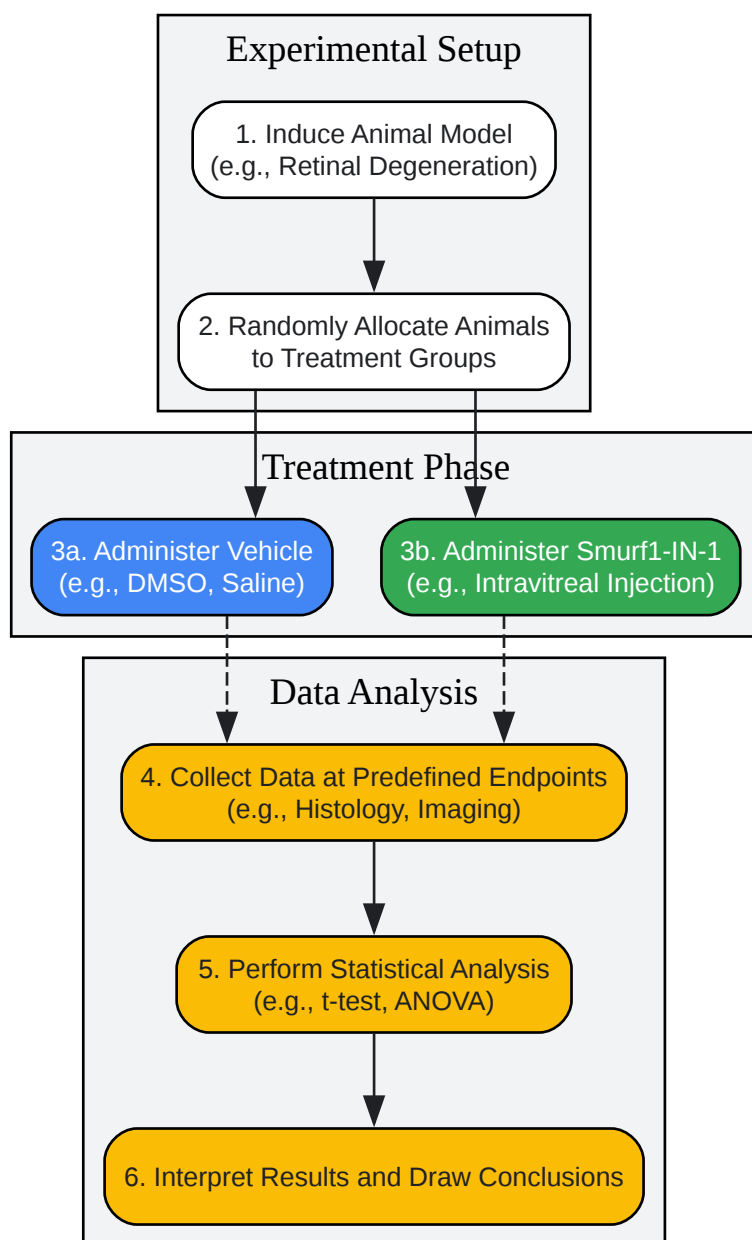 Experimental Setup
1. Induce Animal Model
(e.g., Retinal Degeneration)
2. Randomly Allocate Animals
to Treatment Groups
Treatment Phase
3a. Administer Vehicle
(e.g., DMSO, Saline)
3b. Administer Smurf1-IN-1
(e.g., Intravitreal Injection)
Data Analysis
4. Collect Data at Predefined Endpoints
(e.g., Histology, Imaging)
5. Perform Statistical Analysis
(e.g., t-test, ANOVA)
6. Interpret Results and Draw Conclusions